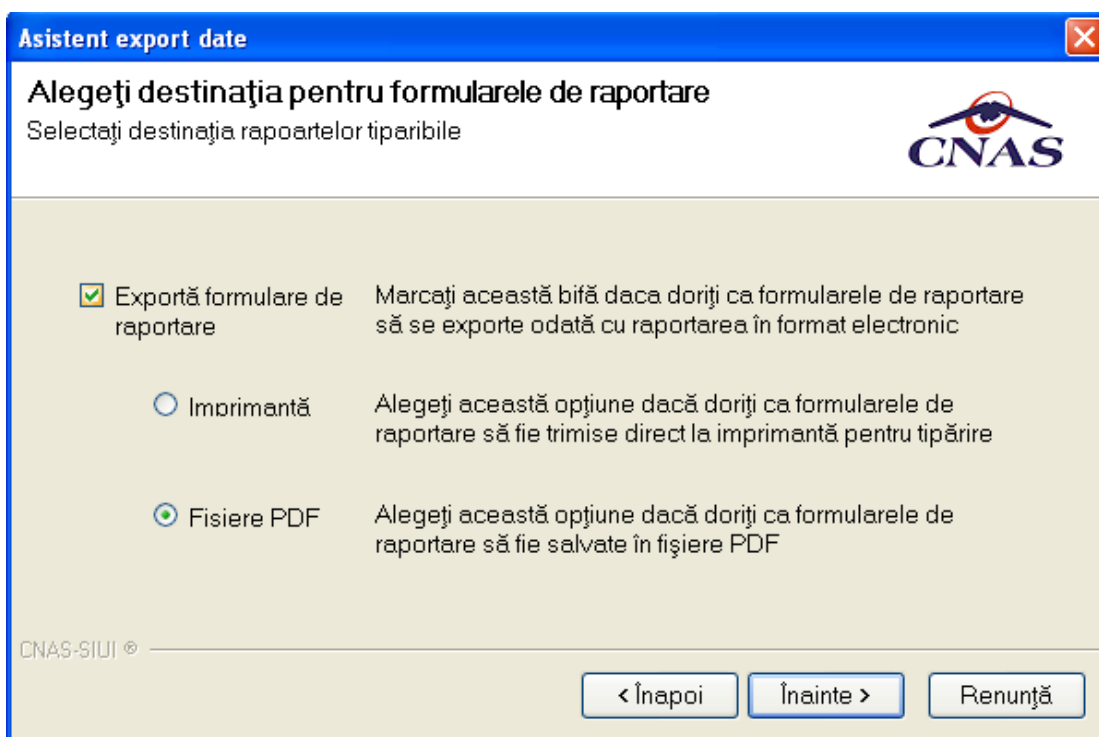 Asistent export date
Alegeţi destinaţia pentru formularele de raportare
Selectaţi destinaţia rapoartelor tiparibile
CNAS
Exportă formulare de raportare
Marcaţi această bifă daca doriţi ca formularele de raportare
să se exporte odată cu raportarea în format electronic
Imprimantă
Alegeţi această opţiune dacă doriţi ca formularele de
raportare să fie trimise direct la imprimantă pentru tipărire
Fisiere PDF
Alegeţi această opţiune dacă doriţi ca formularele de
raportare să fie salvate în fişiere PDF
CNAS-SIUI ®
< Înapoi
Înainte >
Renunţă